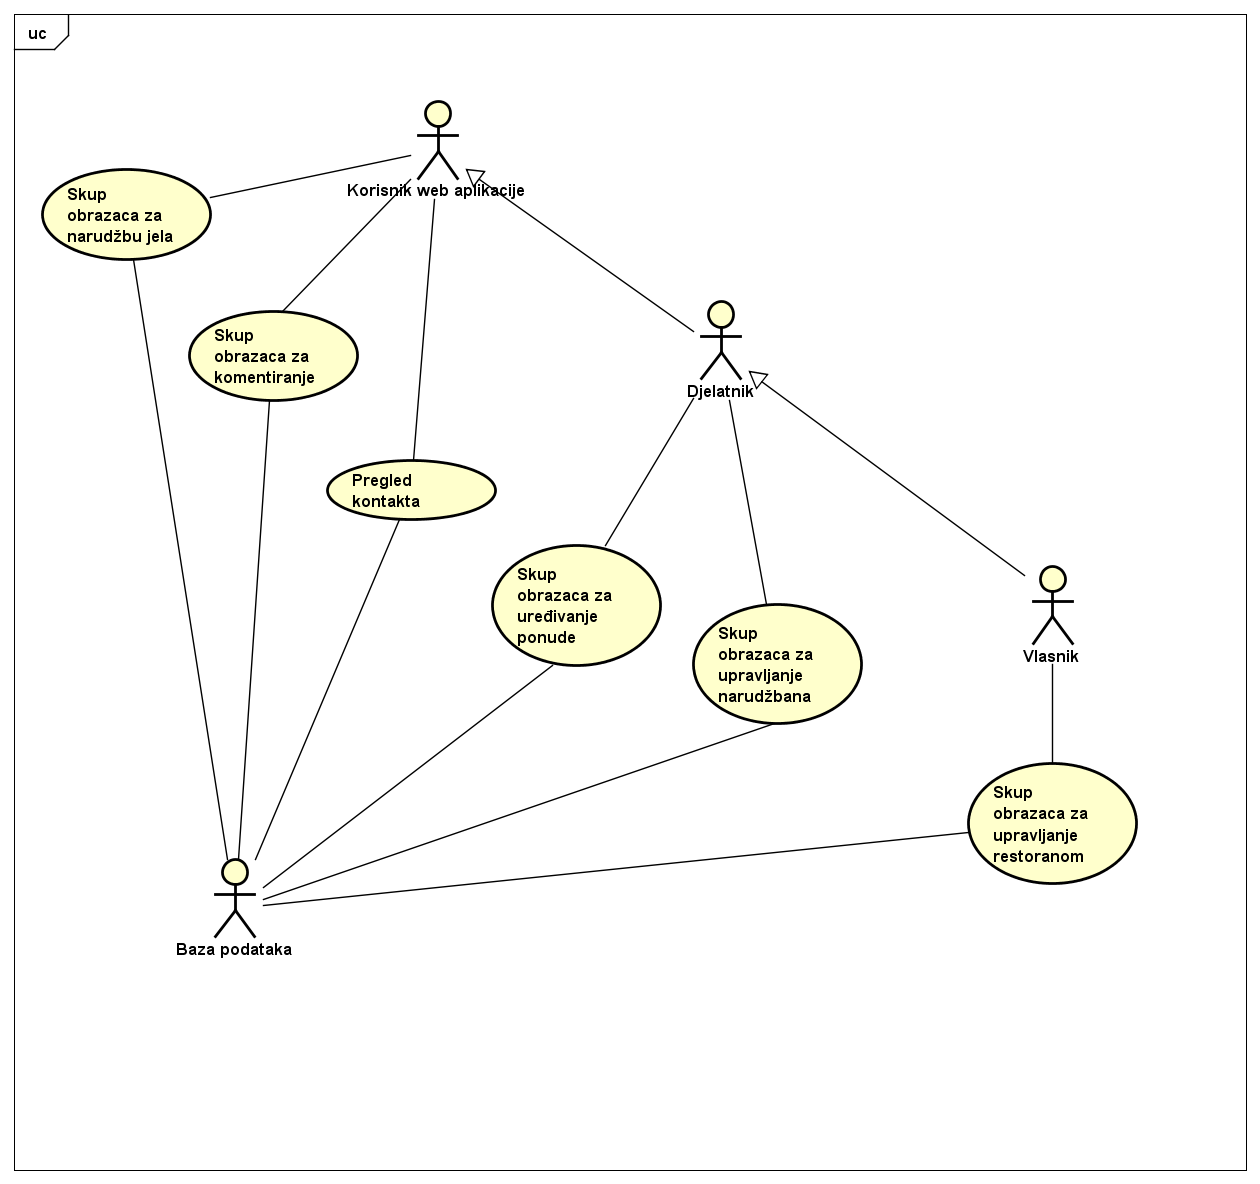 uc
Korisnik web aplikacije
Skup
obrazaca za
narudžbu jela
Skup
obrazaca za
komentiranje
Djelatnik
Pregled
kontakta
Skup
obrazaca za
uređivanje
ponude
Skup
obrazaca za
upravljanje
narudžbana
Vlasnik
Skup
obrazaca za
upravljanje
restoranom
Baza podataka